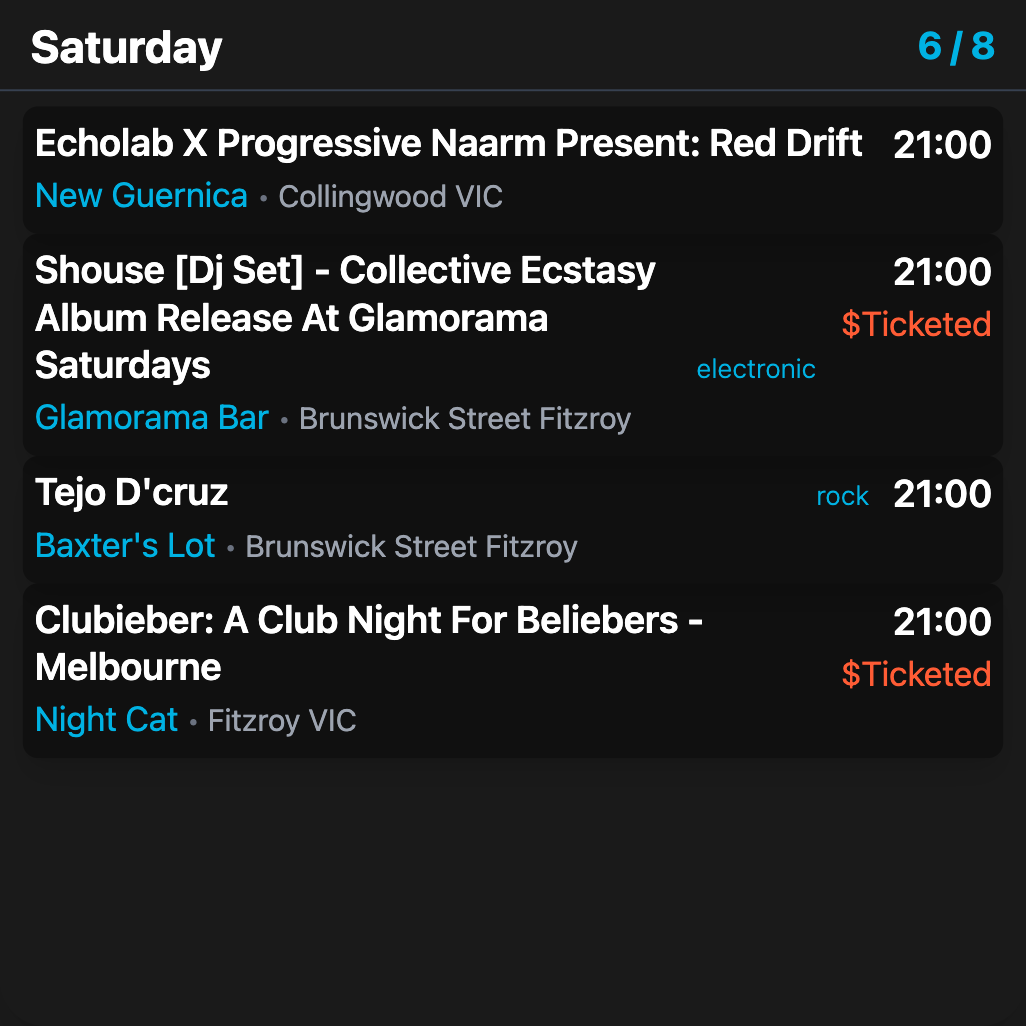 Saturday 6 / 8
Echolab X Progressive Naarm Present: Red Drift 21:00
New Guernica • Collingwood VIC
Shouse [Dj Set] - Collective Ecstasy 21:00
Album Release At Glamorama $Ticketed
Saturdays electronic
Glamorama Bar • Brunswick Street Fitzroy
Tejo D'cruz rock 21:00
Baxter's Lot • Brunswick Street Fitzroy
Clubieber: A Club Night For Beliebers - 21:00
Melbourne $Ticketed
Night Cat • Fitzroy VIC